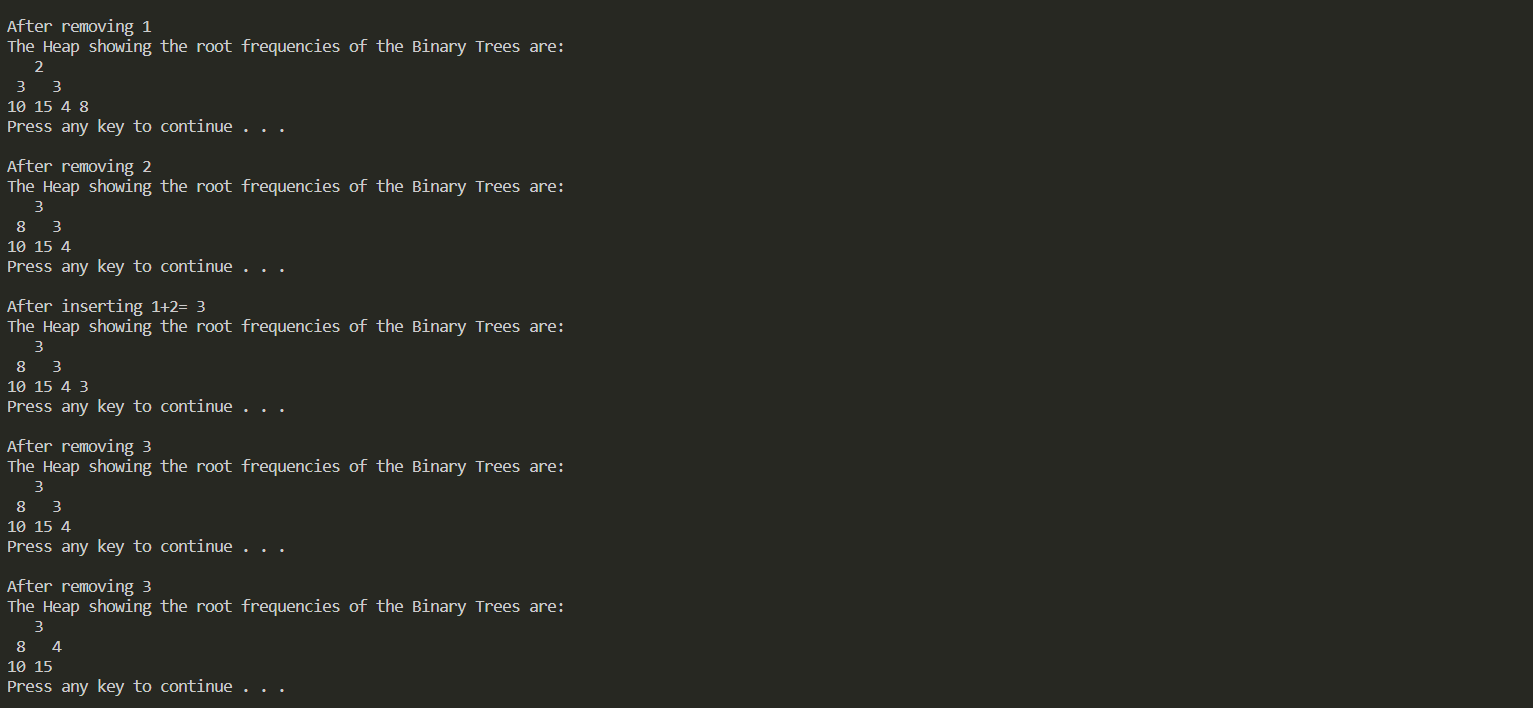 After removing 1
The Heap showing the root frequencies of the Binary Trees are:
   2
 3   3
10 15 4 8
Press any key to continue . . .

After removing 2
The Heap showing the root frequencies of the Binary Trees are:
   3
 8   3
10 15 4
Press any key to continue . . .

After inserting 1+2= 3
The Heap showing the root frequencies of the Binary Trees are:
   3
 8   3
10 15 4 3
Press any key to continue . . .

After removing 3
The Heap showing the root frequencies of the Binary Trees are:
   3
 8   3
10 15 4
Press any key to continue . . .

After removing 3
The Heap showing the root frequencies of the Binary Trees are:
   3
 8   4
10 15
Press any key to continue . . .